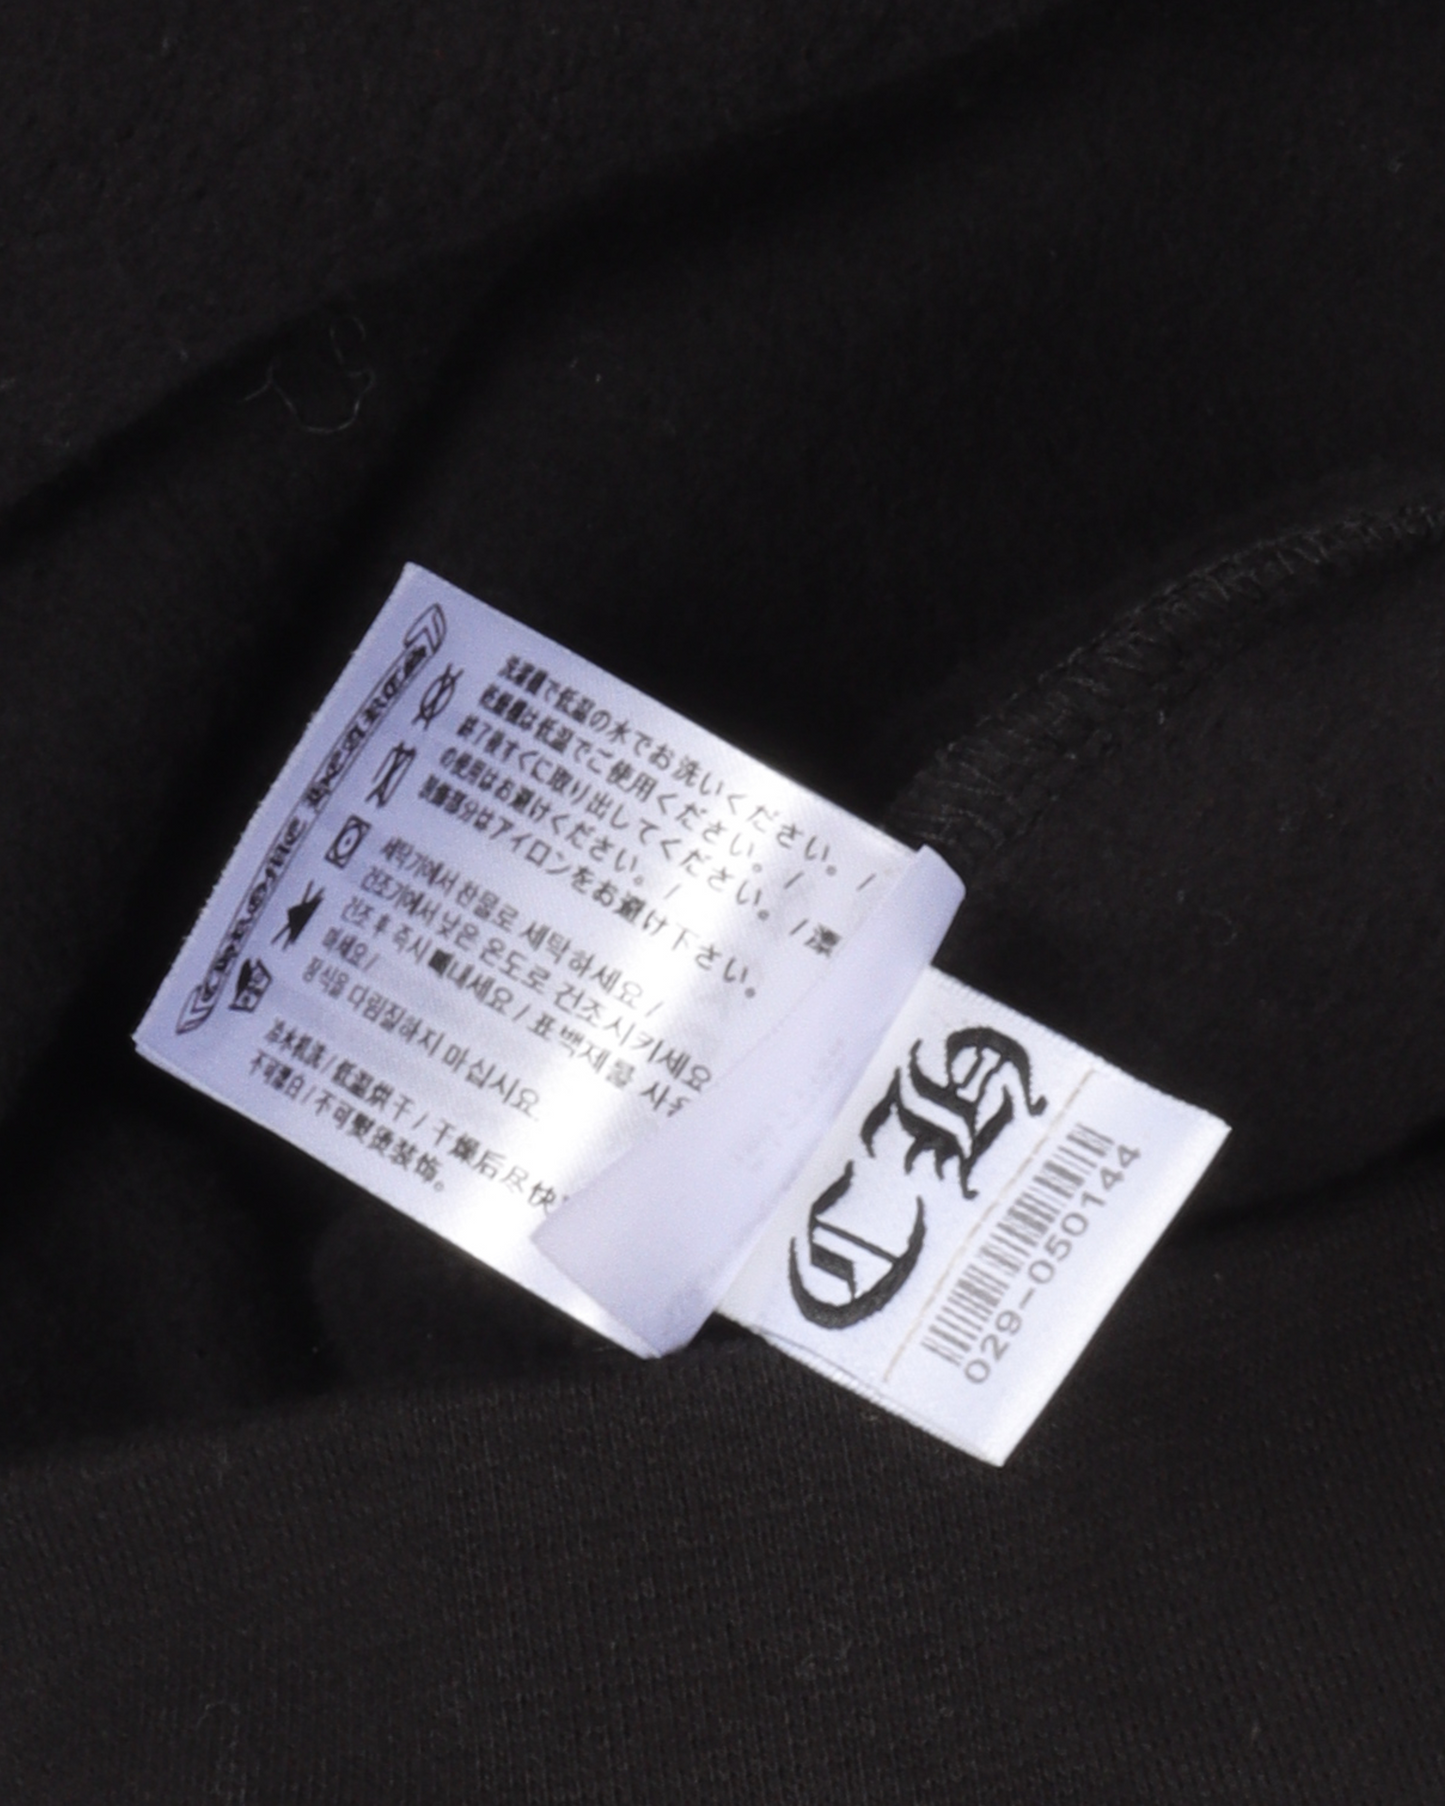 CHROME HEARTS
洗濯機で低温の水でお洗いください。/
乾燥機は低温でご使用ください。/
終了後すぐに取り出してください。/漂
の使用はお避けください。/
装飾部分はアイロンをお避け下さい。
세탁기에서 찬물로 세탁하세요/
건조기에서 낮은 온도로 건조시키세요
건조 후 즉시 내세요/표백제를
마세요/
장식을 다림질하지 마십시요.
冷水机洗/低温烘干/干燥后尽快
不可漂白/不可熨烫装饰。
CH
029-050144